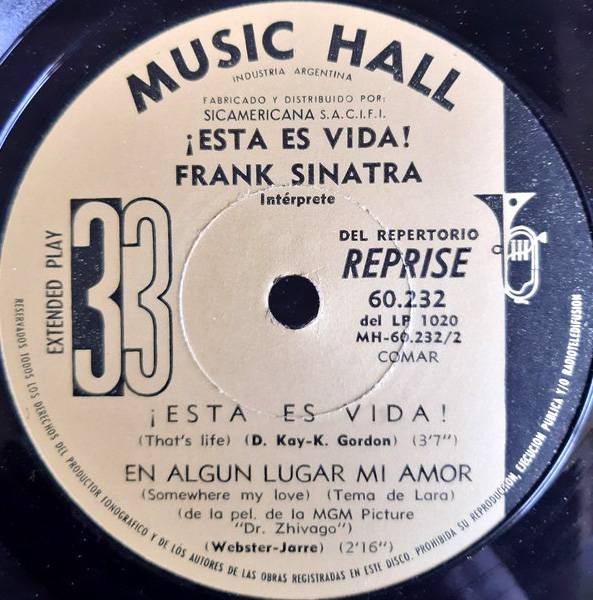 MUSIC HALL
INDUSTRIA ARGENTINA
FABRICADO Y DISTRIBUIDO POR:
SICAMERICANA S.A.C.I.F.I.
¡ESTA ES VIDA!
FRANK SINATRA
Intérprete
EXTENDED PLAY
33
DEL REPERTORIO
REPRISE
60.232
del LP 1020
MH-60.232/2
COMAR
¡ESTA ES VIDA!
(That's life) (D. Kay-K. Gordon) (3'7")
EN ALGUN LUGAR MI AMOR
(Somewhere my love) (Tema de Lara)
(de la pel. de la MGM Picture
"Dr. Zhivago")
(Webster-Jarre) (2'16")
RESERVADOS TODOS LOS DERECHOS DEL PRODUCTOR FONOGRAFICO Y DE LOS AUTORES DE LAS OBRAS REGISTRADAS EN ESTE DISCO. PROHIBIDA SU REPRODUCCION, EJECUCION PUBLICA Y/O RADIOTELEDIFUSION